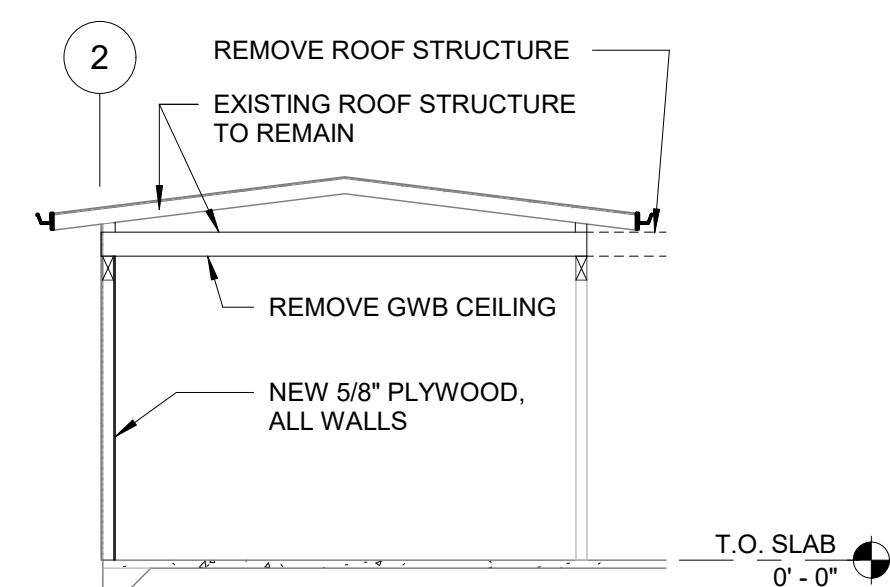 2
REMOVE ROOF STRUCTURE
EXISTING ROOF STRUCTURE
TO REMAIN
REMOVE GWB CEILING
NEW 5/8" PLYWOOD,
ALL WALLS
T.O. SLAB
0' - 0"